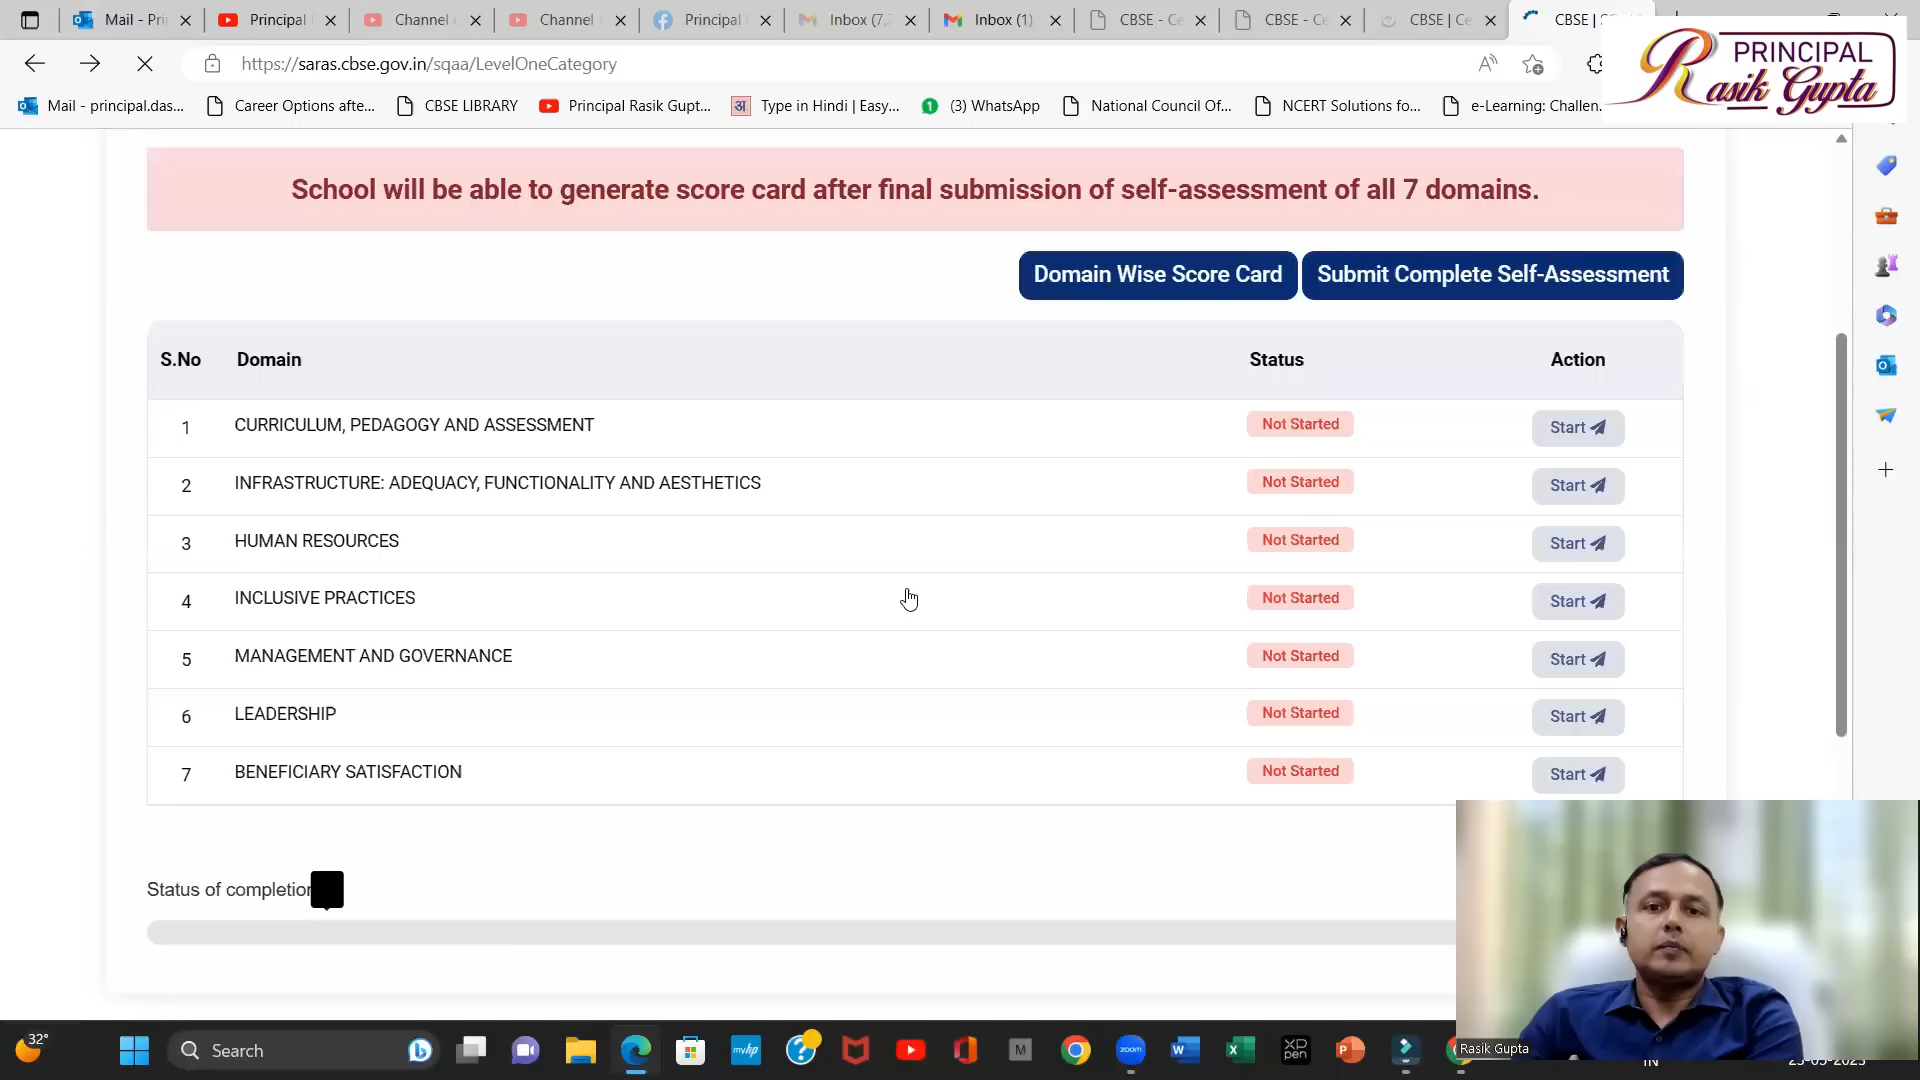 Mail - Pri
Principal
Channel
Channel
Principal
Inbox (7,
Inbox (1)
CBSE - Ce
CBSE - Ce
CBSE | Ce
CBSE |
https://saras.cbse.gov.in/sqaa/LevelOneCategory
PRINCIPAL
Rasik Gupta
Mail - principal.das...
Career Options afte...
CBSE LIBRARY
Principal Rasik Gupt...
Type in Hindi | Easy...
(3) WhatsApp
National Council Of...
NCERT Solutions fo...
e-Learning: Challen.
School will be able to generate score card after final submission of self-assessment of all 7 domains.
Domain Wise Score Card
Submit Complete Self-Assessment
S.No Domain Status Action
1 CURRICULUM, PEDAGOGY AND ASSESSMENT Not Started Start
2 INFRASTRUCTURE: ADEQUACY, FUNCTIONALITY AND AESTHETICS Not Started Start
3 HUMAN RESOURCES Not Started Start
4 INCLUSIVE PRACTICES Not Started Start
5 MANAGEMENT AND GOVERNANCE Not Started Start
6 LEADERSHIP Not Started Start
7 BENEFICIARY SATISFACTION Not Started Start
Status of completion
32°
Search
myhp
M
zoom
XD
pen
Rasik Gupta
IN